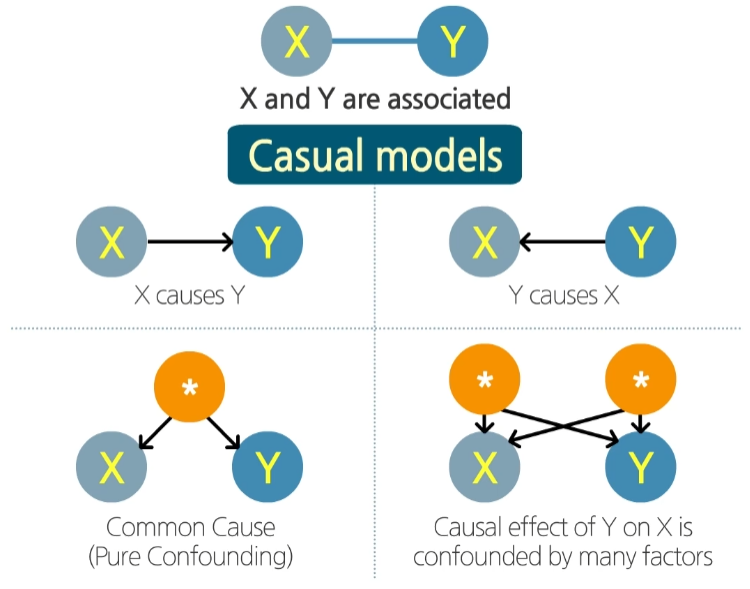 X
Y
X and Y are associated
Casual models
X
Y
X causes Y
X
Y
Y causes X
*
X
Y
Common Cause
(Pure Confounding)
*
*
X
Y
Causal effect of Y on X is
confounded by many factors